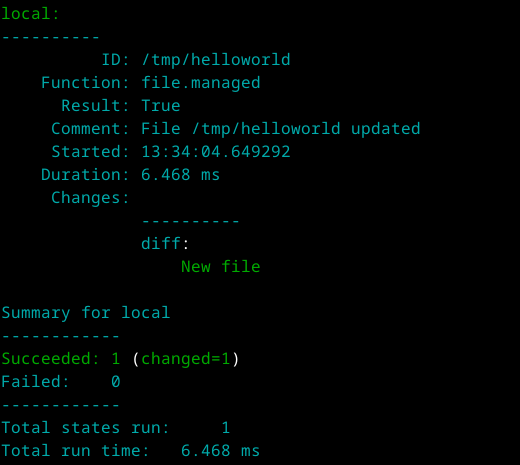 local:
----------
          ID: /tmp/helloworld
    Function: file.managed
      Result: True
     Comment: File /tmp/helloworld updated
     Started: 13:34:04.649292
    Duration: 6.468 ms
     Changes:
              ----------
              diff:
                  New file

Summary for local
------------
Succeeded: 1 (changed=1)
Failed:    0
------------
Total states run:     1
Total run time:   6.468 ms